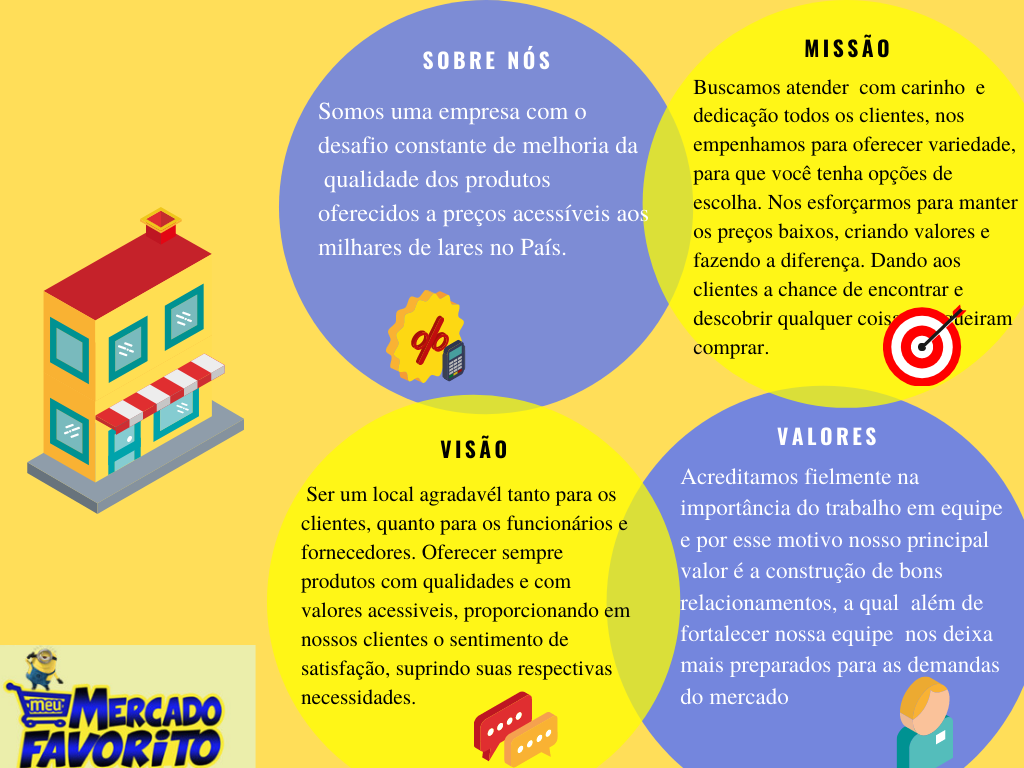 SOBRE NÓS
Somos uma empresa com o
desafio constante de melhoria da
qualidade dos produtos
oferecidos a preços acessíveis aos
milhares de lares no País.
MISSÃO
Buscamos atender com carinho e
dedicação todos os clientes, nos
empenhamos para oferecer variedade,
para que você tenha opções de
escolha. Nos esforçarmos para manter
os preços baixos, criando valores e
fazendo a diferença. Dando aos
clientes a chance de encontrar e
descobrir qualquer
comprar.
VISÃO
Ser um local agradavél tanto para os
clientes, quanto para os funcionários e
fornecedores. Oferecer sempre
produtos com qualidades e com
valores acessiveis, proporcionando em
nossos clientes o sentimento de
satisfação, suprindo suas respectivas
necessidades.
VALORES
Acreditamos fielmente na
importância do trabalho em equipe
e por esse motivo nosso principal
valor é a construção de bons
relacionamentos, a qual além de
fortalecer nossa equipe nos deixa
mais preparados para as demandas
do mercado
meu
MERCADO
FAVORiTO
%